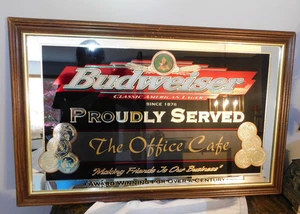 Budweiser
CLASSIC AMERICAN LAGER
SINCE 1876
PROUDLY SERVED
The Office Cafe
"Making Friends Is Our Business"
AWARD WINNING FOR OVER A CENTURY